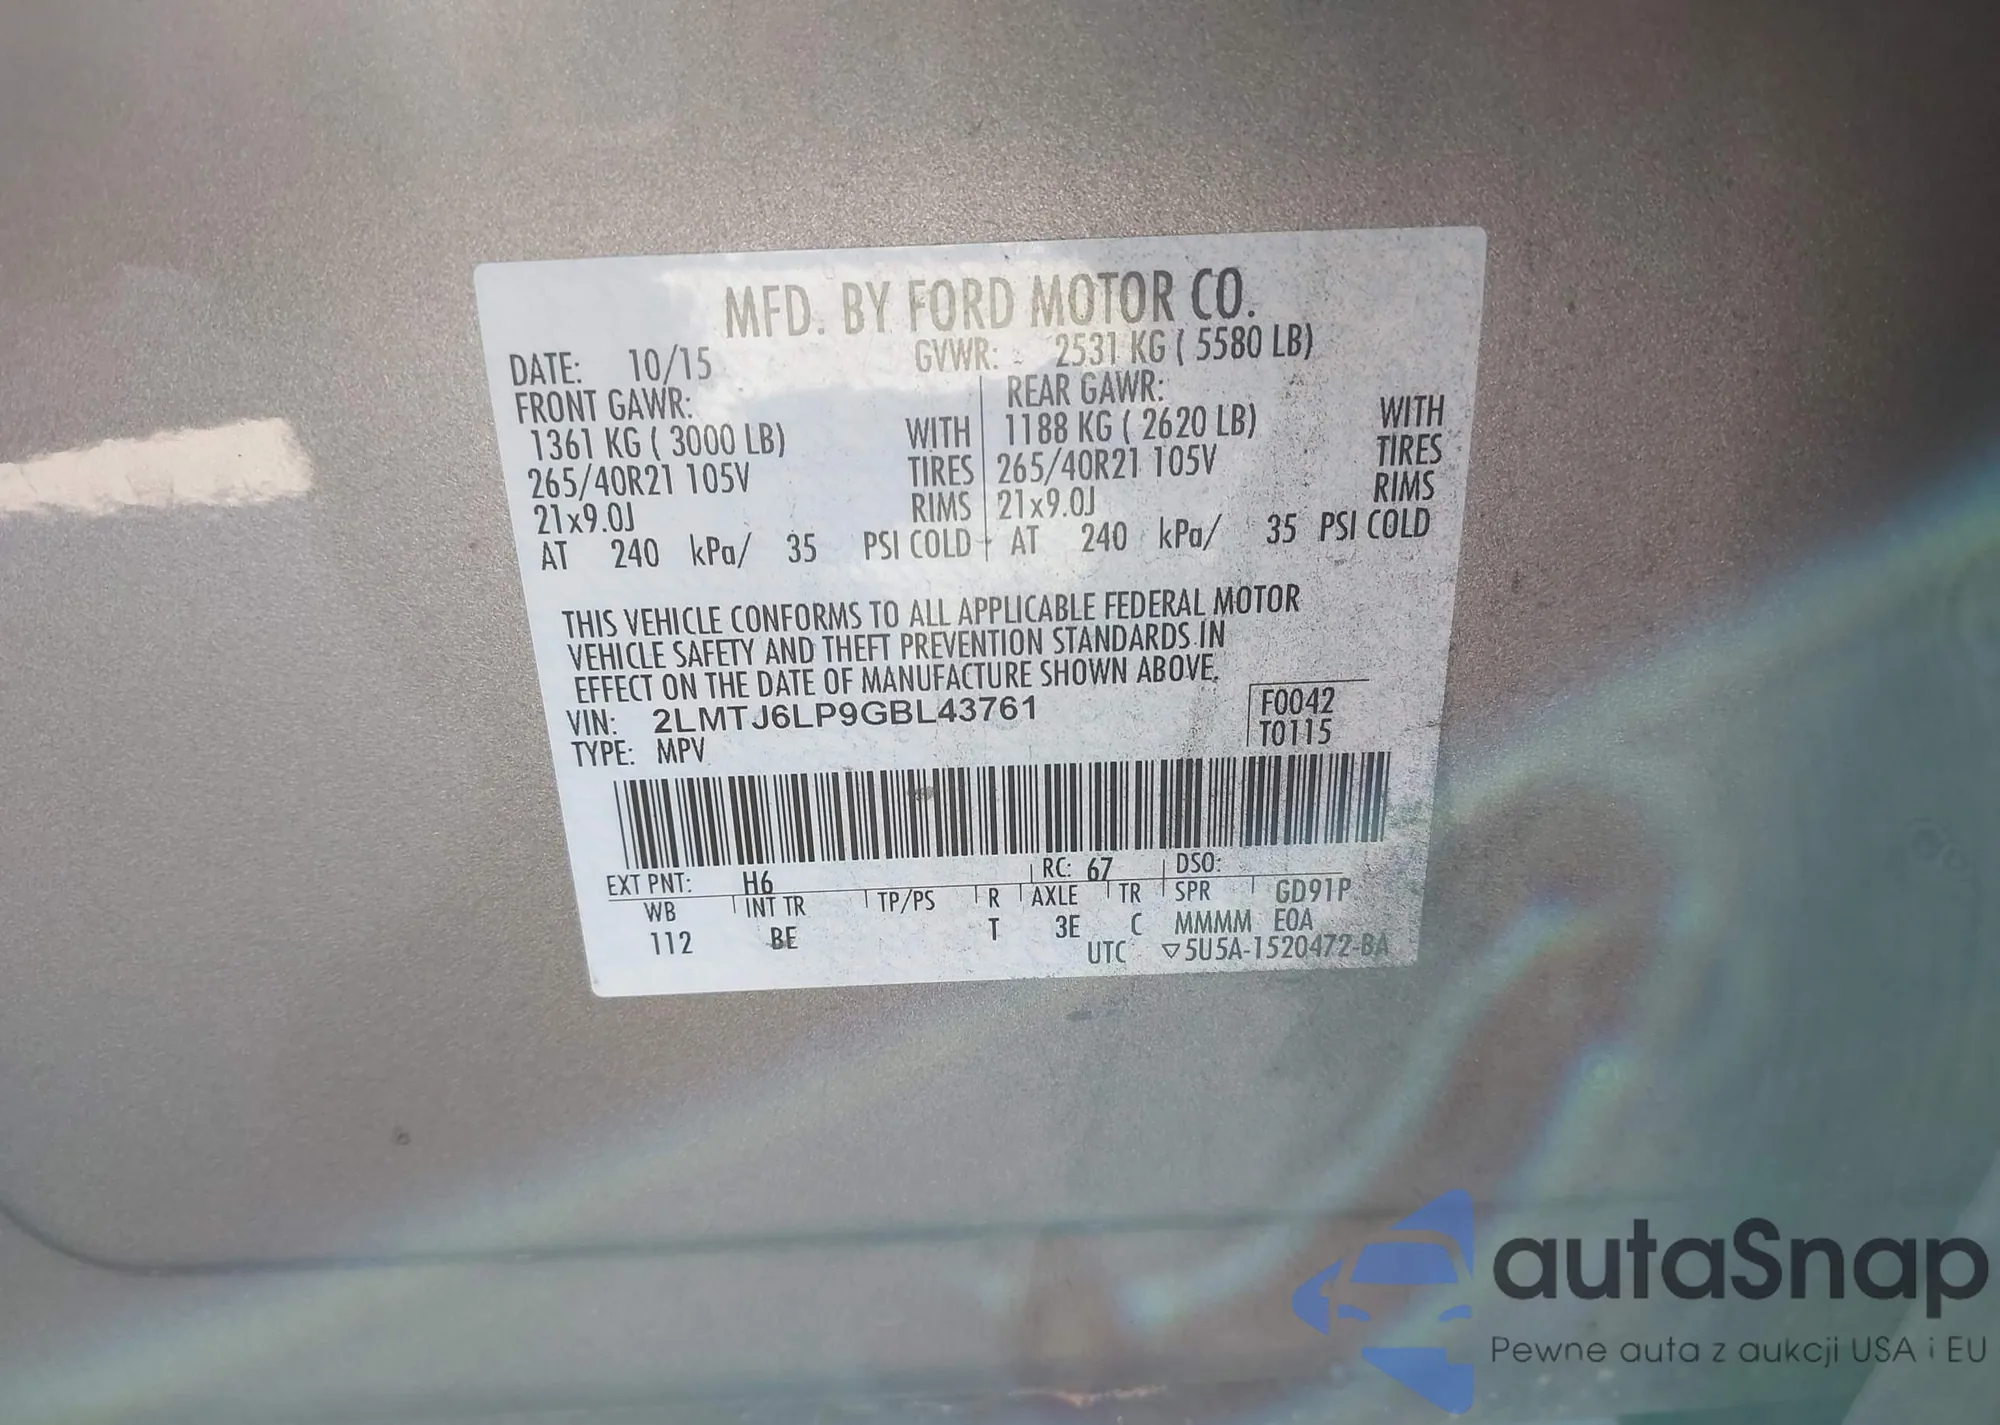 MFD. BY FORD MOTOR CO.
DATE: 10/15 GVWR: 2531 KG ( 5580 LB)
FRONT GAWR: REAR GAWR:
1361 KG ( 3000 LB) WITH 1188 KG ( 2620 LB) WITH
265/40R21 105V TIRES 265/40R21 105V TIRES
21x9.0J RIMS 21x9.0J RIMS
AT 240 kPa/ 35 PSI COLD AT 240 kPa/ 35 PSI COLD
THIS VEHICLE CONFORMS TO ALL APPLICABLE FEDERAL MOTOR
VEHICLE SAFETY AND THEFT PREVENTION STANDARDS IN
EFFECT ON THE DATE OF MANUFACTURE SHOWN ABOVE.
VIN: 2LMTJ6LP9GBL43761 F0042
TYPE: MPV T0115
EXT PNT: H6 RC: 67 DSO:
WB INT TR TP/PS R AXLE TR SPR GD91P
112 BE T 3E C MMMM EOA
UTC ▽5U5A-1520472-BA
autaSnap
Pewne auta z aukcji USA i EU